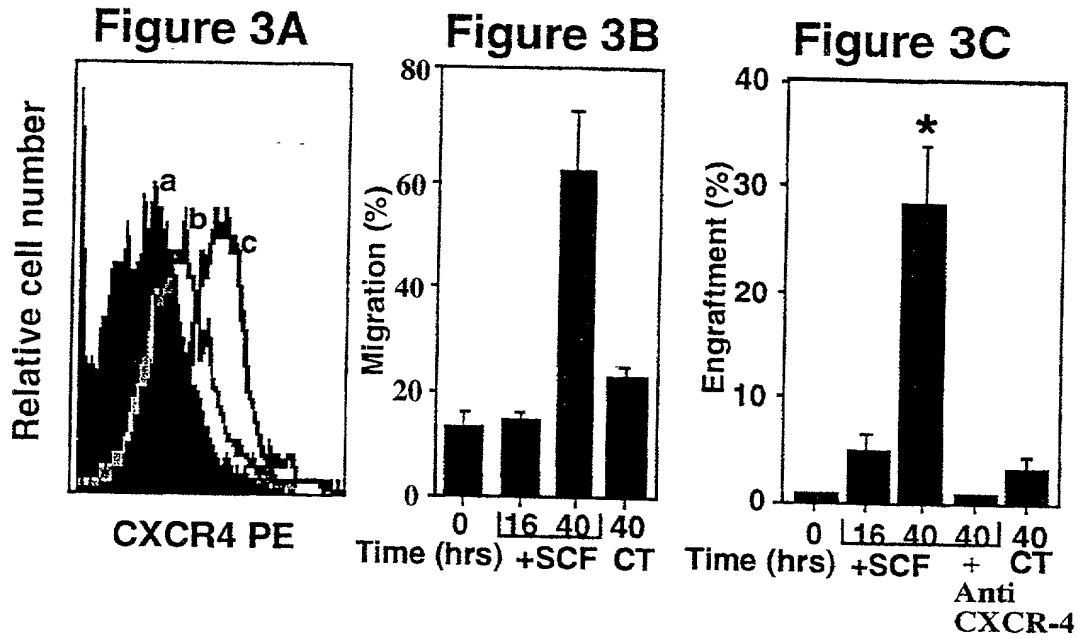 Figure 3A
Relative cell number
a
b
c
CXCR4 PE
Figure 3B
Migration (%)
80
60
40
20
0
0 16 40 40
Time (hrs) +SCF CT
Figure 3C
Engraftment (%)
40
30
20
10
0
*
0 16 40 40 40
Time (hrs) +SCF + CT
Anti
CXCR-4